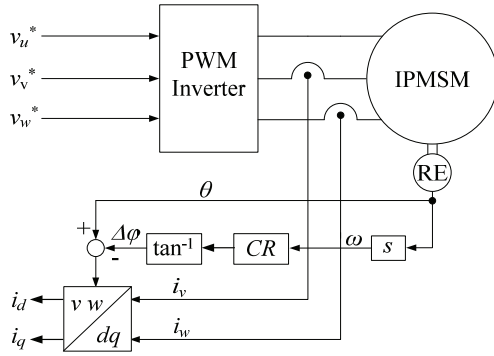 v_u^*
v_v^*
v_w^*
PWM
Inverter
IPMSM
RE
θ
+
-
Δφ
tan⁻¹
CR
ω
s
i_d
i_q
v w
dq
i_v
i_w